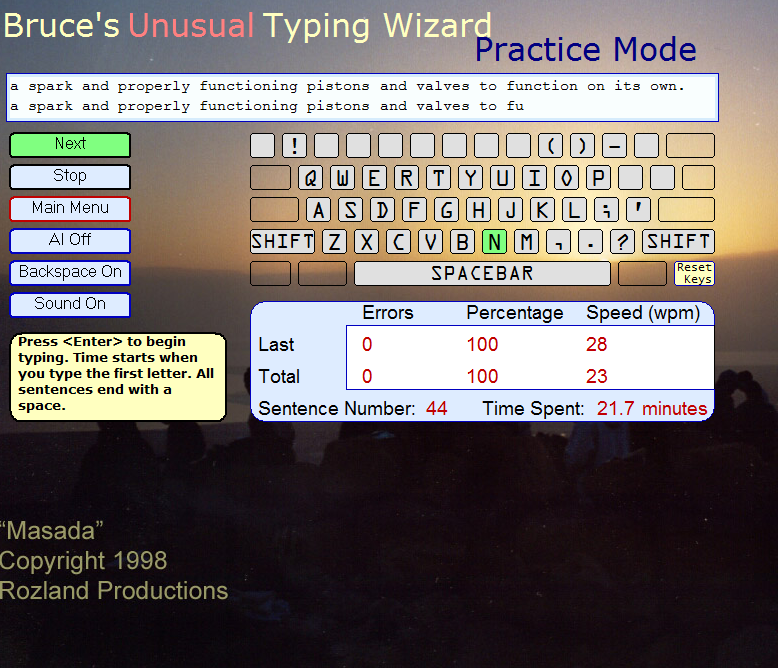 Bruce's Unusual Typing Wizard
Practice Mode
a spark and properly functioning pistons and valves to function on its own.
a spark and properly functioning pistons and valves to fu
Next
Stop
Main Menu
AI Off
Backspace On
Sound On
! ( ) –
Q W E R T Y U I O P
A S D F G H J K L ; '
SHIFT Z X C V B N M , . ? SHIFT
SPACEBAR
Reset
Keys
Press <Enter> to begin
typing. Time starts when
you type the first letter. All
sentences end with a
space.
Errors Percentage Speed (wpm)
Last 0 100 28
Total 0 100 23
Sentence Number: 44 Time Spent: 21.7 minutes
“Masada”
Copyright 1998
Rozland Productions